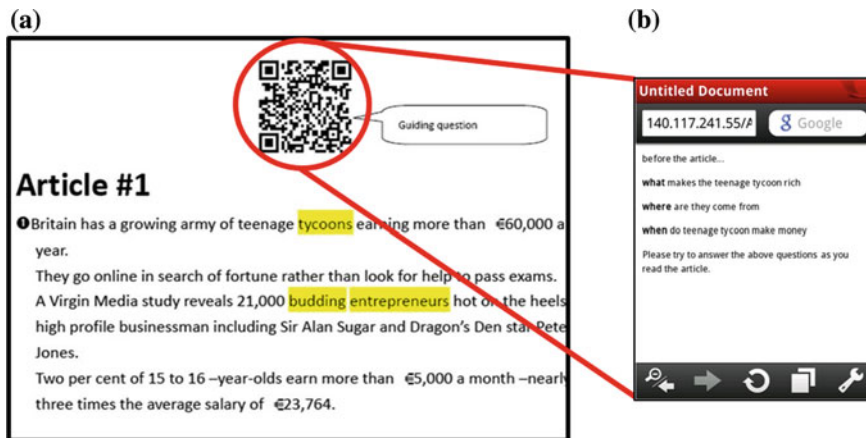 (a)
Guiding question
Article #1
❶Britain has a growing army of teenage tycoons earning more than €60,000 a
year.
They go online in search of fortune rather than look for help to pass exams.
A Virgin Media study reveals 21,000 budding entrepreneurs hot on the heels
high profile businessman including Sir Alan Sugar and Dragon's Den star Pete
Jones.
Two per cent of 15 to 16 –year-olds earn more than €5,000 a month –nearly
three times the average salary of €23,764.
(b)
Untitled Document
140.117.241.55/A
g Google
before the article...
what makes the teenage tycoon rich
where are they come from
when do teenage tycoon make money
Please try to answer the above questions as you
read the article.